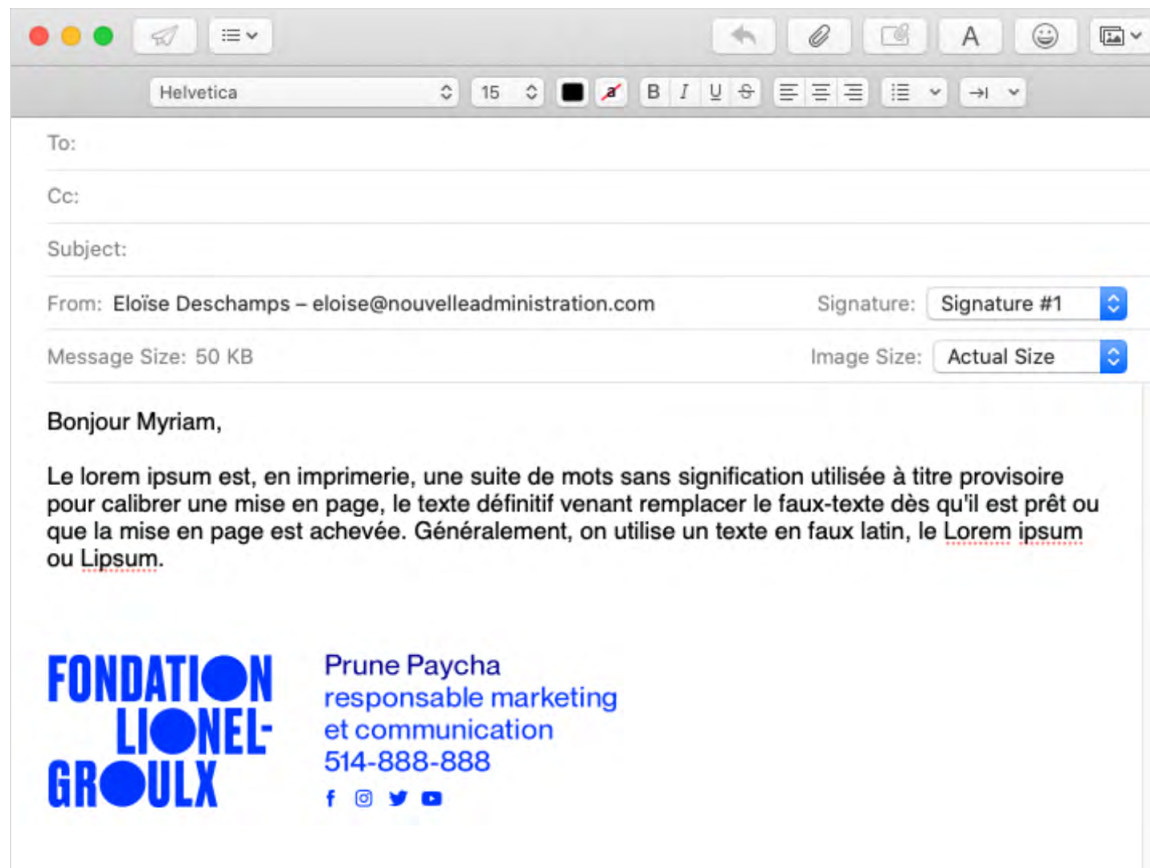 Helvetica 15 a B I U S
A
To:
Cc:
Subject:
From: Eloïse Deschamps – eloise@nouvelleadministration.com Signature: Signature #1
Message Size: 50 KB Image Size: Actual Size
Bonjour Myriam,
Le lorem ipsum est, en imprimerie, une suite de mots sans signification utilisée à titre provisoire
pour calibrer une mise en page, le texte définitif venant remplacer le faux-texte dès qu'il est prêt ou
que la mise en page est achevée. Généralement, on utilise un texte en faux latin, le Lorem ipsum
ou Lipsum.
FONDATION
LIONEL-
GROULX
Prune Paycha
responsable marketing
et communication
514-888-888